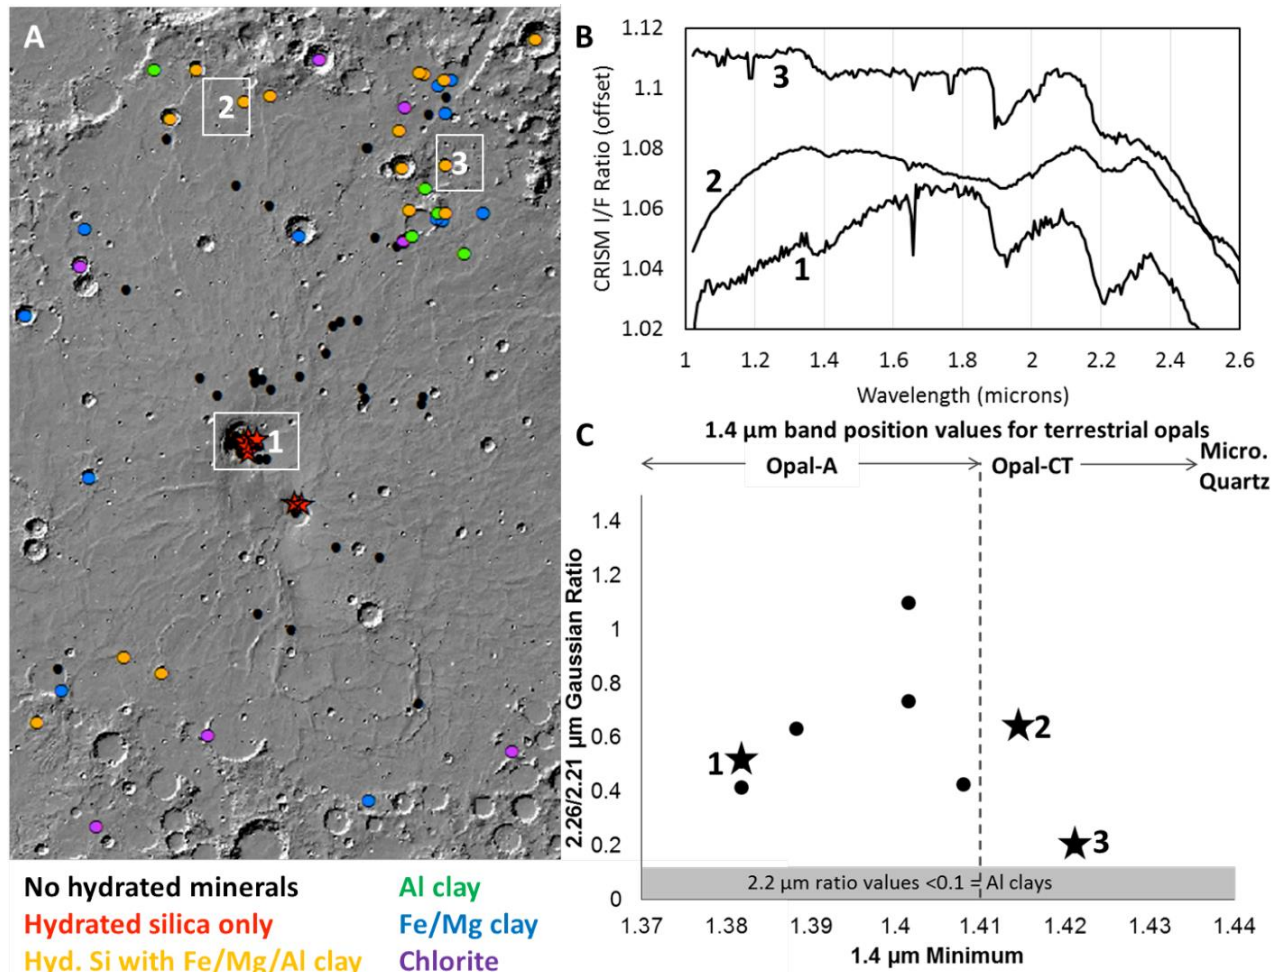 A
2
3
1
No hydrated minerals
Hydrated silica only
Hyd. Si with Fe/Mg/Al clay
Al clay
Fe/Mg clay
Chlorite
B
CRISM I/F Ratio (offset)
1.12
1.1
1.08
1.06
1.04
1.02
3
2
1
1 1.2 1.4 1.6 1.8 2 2.2 2.4 2.6
Wavelength (microns)
C
1.4 µm band position values for terrestrial opals
Opal-A
Opal-CT
Micro.
Quartz
2.26/2.21 µm Gaussian Ratio
1.4
1.2
1
0.8
0.6
0.4
0.2
0
1
2
3
2.2 µm ratio values <0.1 = Al clays
1.37 1.38 1.39 1.4 1.41 1.42 1.43 1.44
1.4 µm Minimum